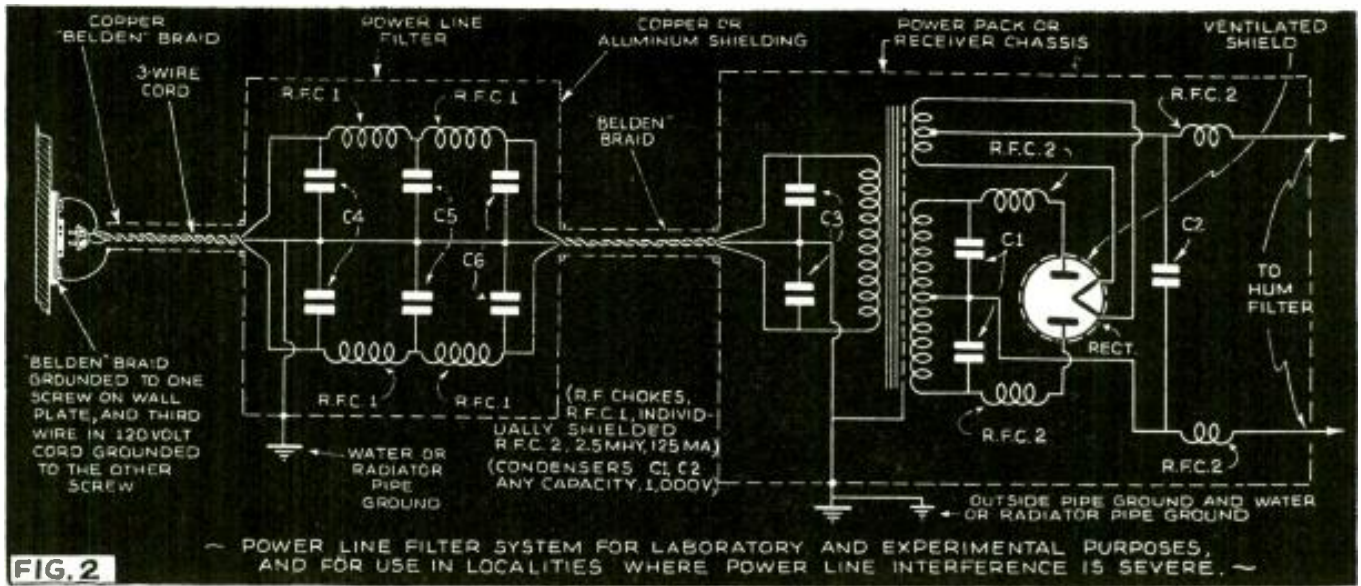 COPPER
"BELDEN" BRAID
3-WIRE
CORD
POWER LINE
FILTER
COPPER OR
ALUMINUM SHIELDING
POWER PACK OR
RECEIVER CHASSIS
VENTILATED
SHIELD
R.F.C.1
R.F.C.1
"BELDEN"
BRAID
R.F.C.2
R.F.C.2
C4
C5
C6
C3
C1
C2
TO
HUM
FILTER
RECT.
"BELDEN" BRAID
GROUNDED TO ONE
SCREW ON WALL
PLATE, AND THIRD
WIRE IN 120 VOLT
CORD GROUNDED
TO THE OTHER
SCREW
R.F.C.1
R.F.C.1
WATER OR
RADIATOR
PIPE
GROUND
(R.F. CHOKES,
R.F.C.1, INDIVID-
UALLY SHIELDED
R.F.C. 2, 2.5MHY, 125 MA)
(CONDENSERS C1, C2
ANY CAPACITY, 1,000V)
R.F.C.2
R.F.C.2
OUTSIDE PIPE GROUND AND WATER
OR RADIATOR PIPE GROUND
~ POWER LINE FILTER SYSTEM FOR LABORATORY AND EXPERIMENTAL PURPOSES,
AND FOR USE IN LOCALITIES WHERE POWER LINE INTERFERENCE IS SEVERE. ~
FIG. 2